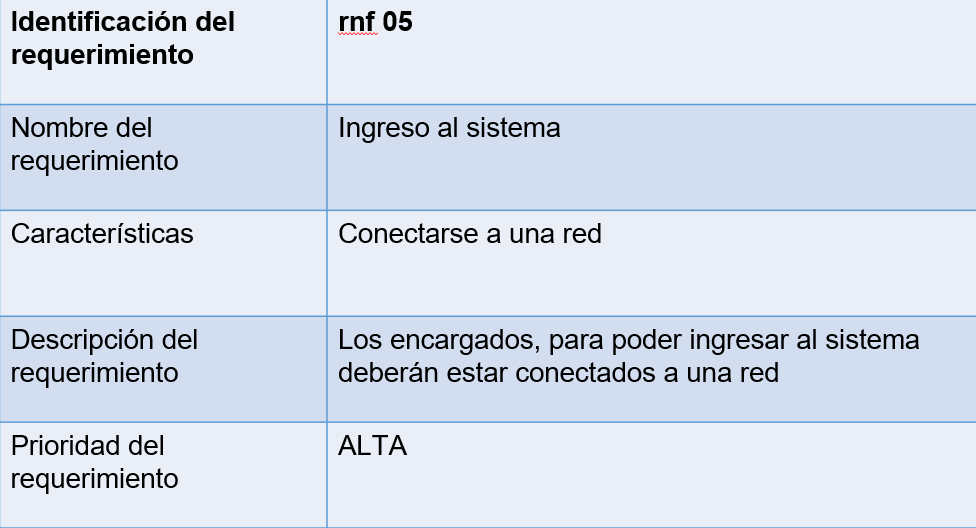 Identificación del
requerimiento
rnf 05
Nombre del
requerimiento
Ingreso al sistema
Características
Conectarse a una red
Descripción del
requerimiento
Los encargados, para poder ingresar al sistema
deberán estar conectados a una red
Prioridad del
requerimiento
ALTA